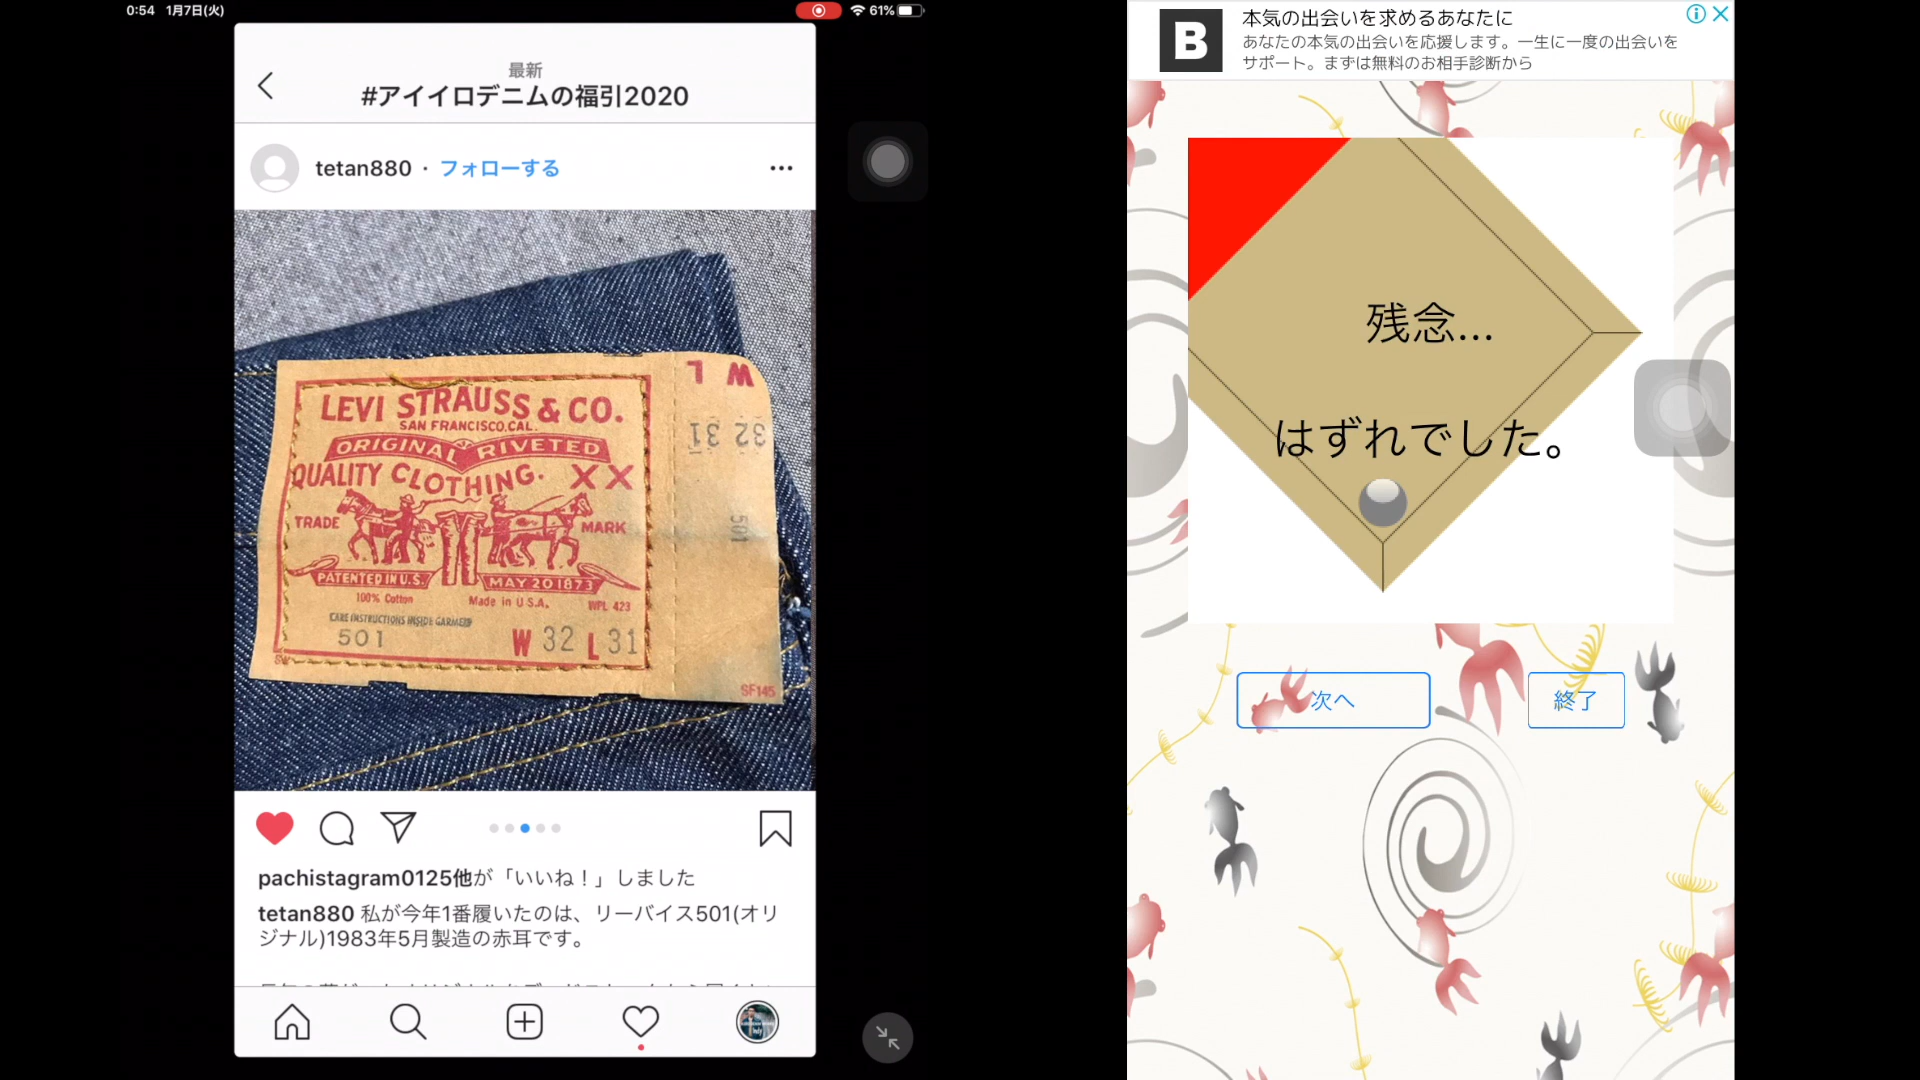 0:54 1月7日(火)
61%
最新
#アイイロデニムの福引2020
tetan880 · フォローする
LEVI STRAUSS & CO.
SAN FRANCISCO, CAL.
ORIGINAL RIVETED
QUALITY CLOTHING. XX
TRADE MARK
PATENTED IN U.S. MAY 20 1873
100% Cotton Made in U.S.A. WPL 423
CARE INSTRUCTIONS INSIDE GARMENT
501 W 32 L 31
W L
32 31
501
SF145
pachistagram0125他が「いいね！」しました
tetan880 私が今年1番履いたのは、リーバイス501(オリ
ジナル)1983年5月製造の赤耳です。
B
本気の出会いを求めるあなたに
あなたの本気の出会いを応援します。一生に一度の出会いを
サポート。まずは無料のお相手診断から
残念...
はずれでした。
次へ
終了